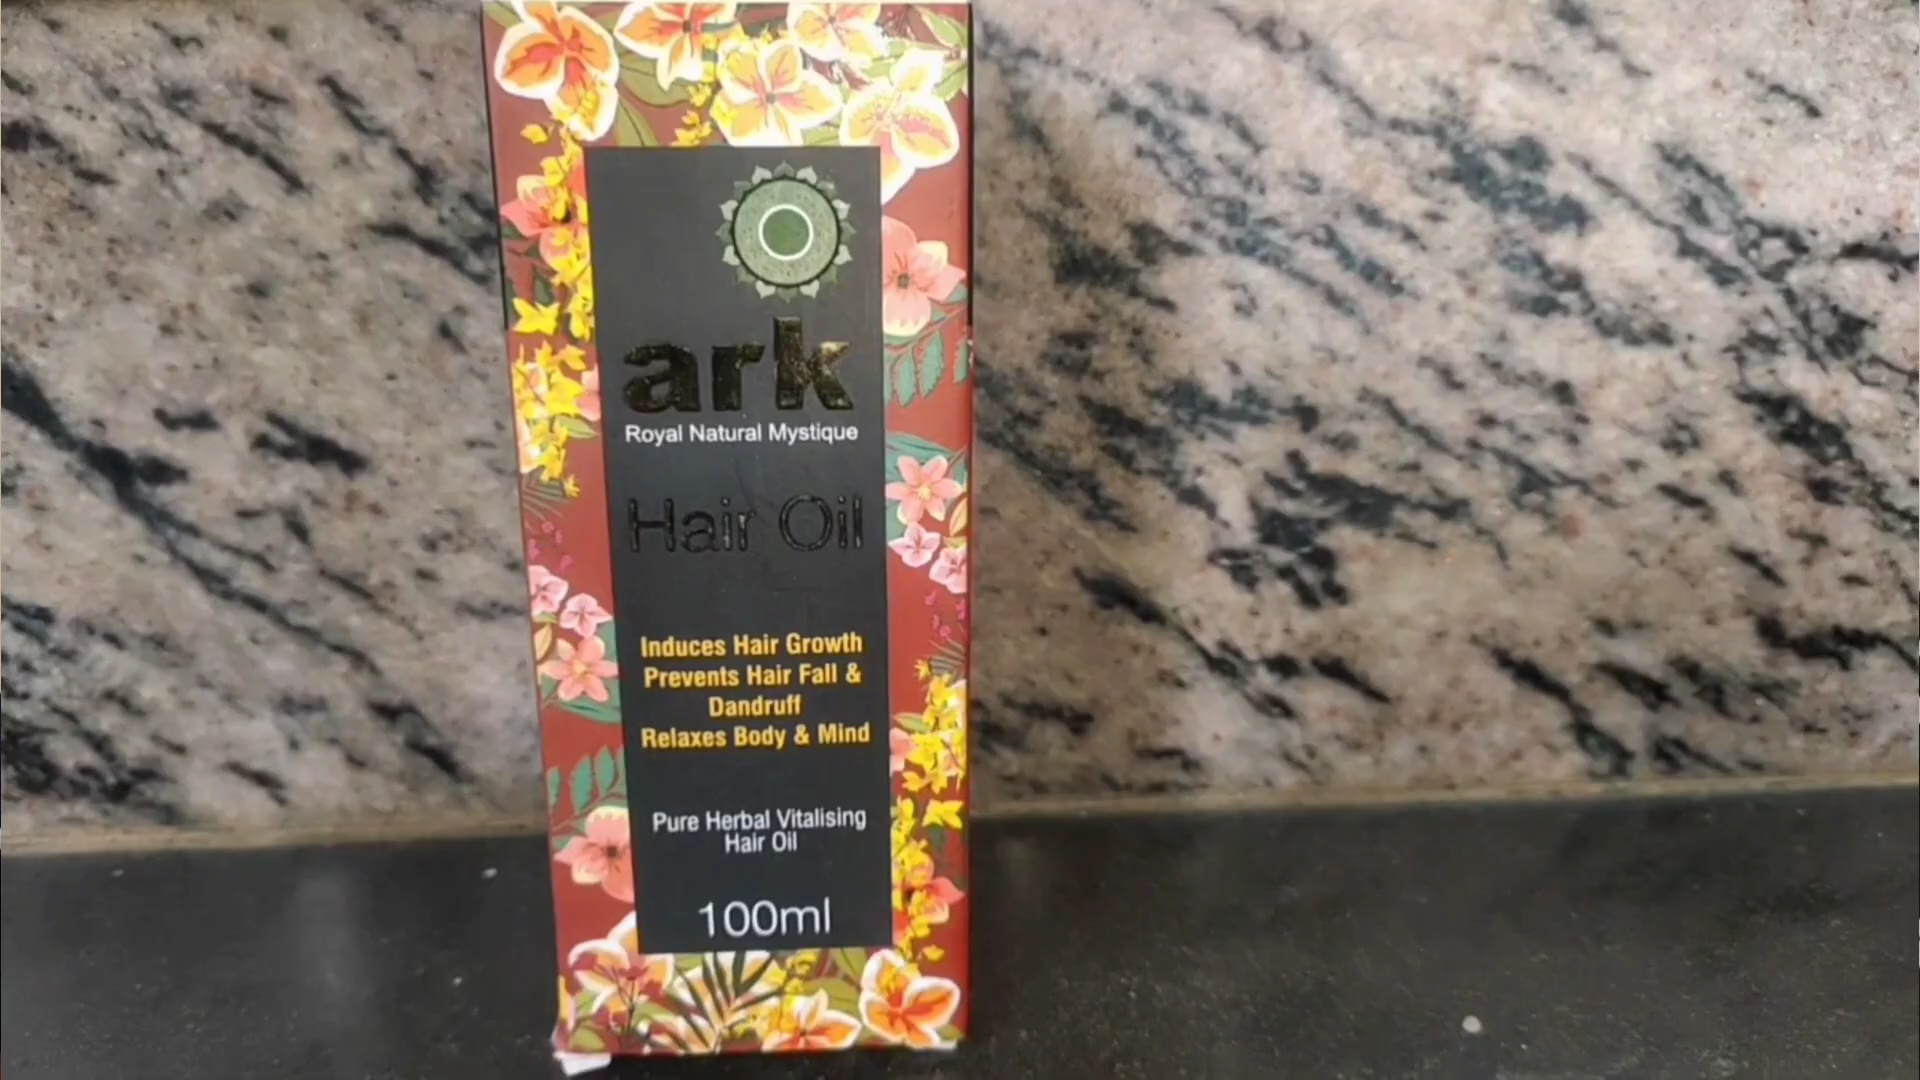 ark
Royal Natural Mystique
Hair Oil
Induces Hair Growth
Prevents Hair Fall &
Dandruff
Relaxes Body & Mind
Pure Herbal Vitalising
Hair Oil
100ml